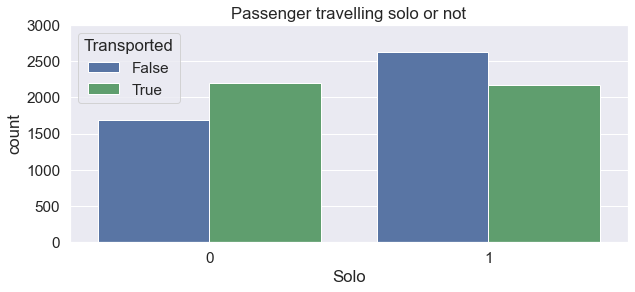 Passenger travelling solo or not
3000
2500
2000
1500
1000
500
0
count
Transported
False
True
0
1
Solo